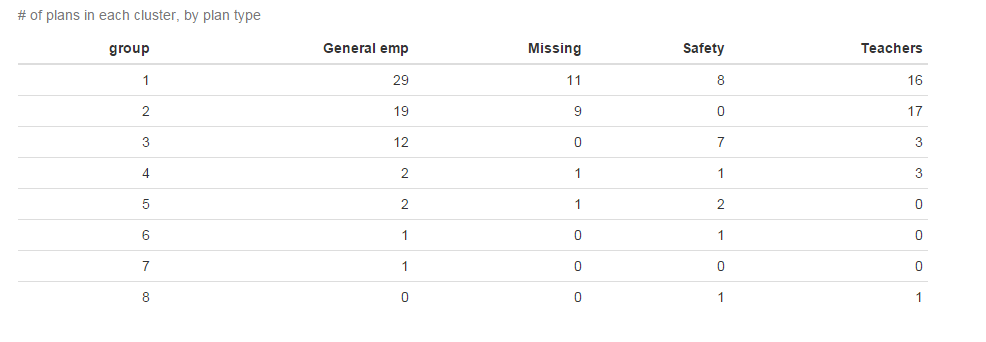 # of plans in each cluster, by plan type
group General emp Missing Safety Teachers
1 29 11 8 16
2 19 9 0 17
3 12 0 7 3
4 2 1 1 3
5 2 1 2 0
6 1 0 1 0
7 1 0 0 0
8 0 0 1 1